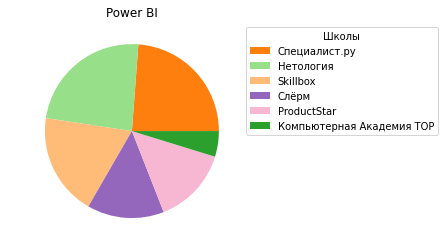 Power BI
Школы
Специалист.ру
Нетология
Skillbox
Слёрм
ProductStar
Компьютерная Академия TOP